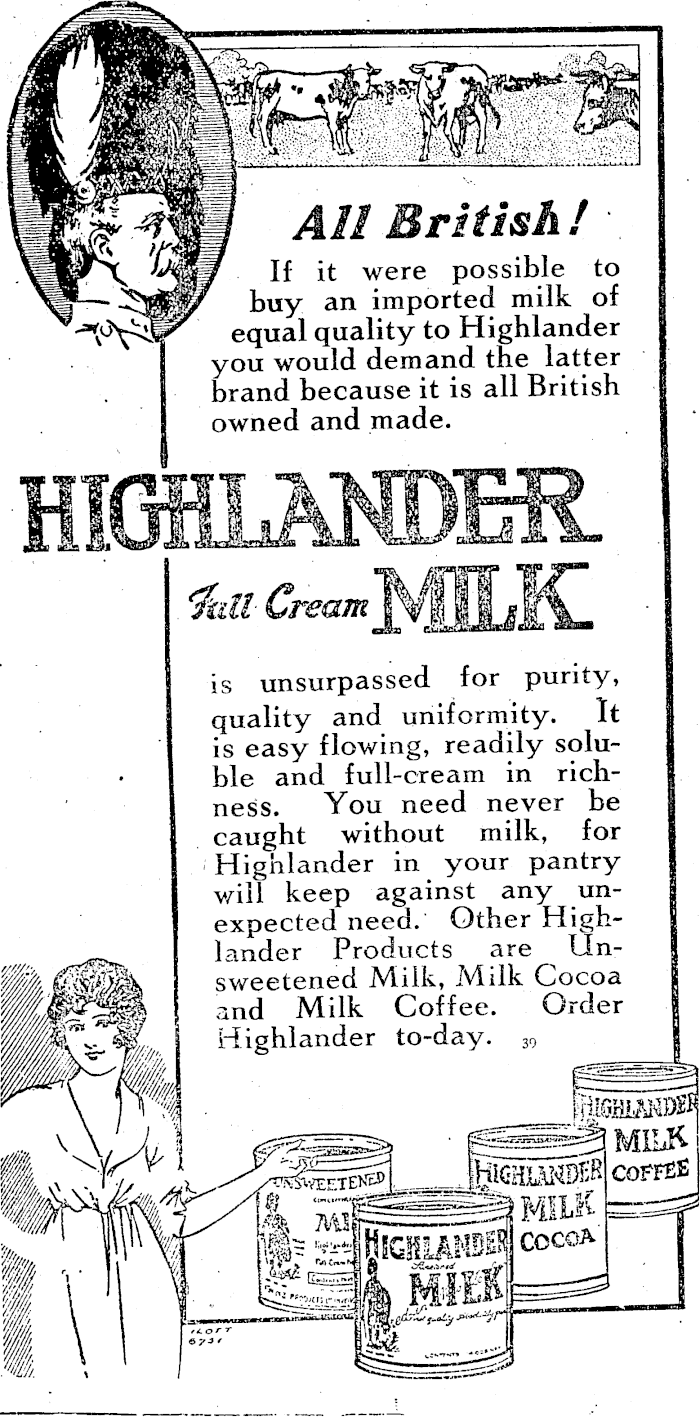 All British!
If it were possible to
buy an imported milk of
equal quality to Highlander
you would demand the latter
brand because it is all British
owned and made.
HIGHLANDER
Full Cream MILK
is unsurpassed for purity,
quality and uniformity. It
is easy flowing, readily solu-
ble and full-cream in rich-
ness. You need never be
caught without milk, for
Highlander in your pantry
will keep against any un-
expected need. Other High-
lander Products are Un-
sweetened Milk, Milk Cocoa
and Milk Coffee. Order
Highlander to-day. 39
HIGHLANDER
MILK
COFFEE
HIGHLANDER
MILK
COCOA
UNSWEETENED
HIGHLANDER
MILK
ILOTT
6731